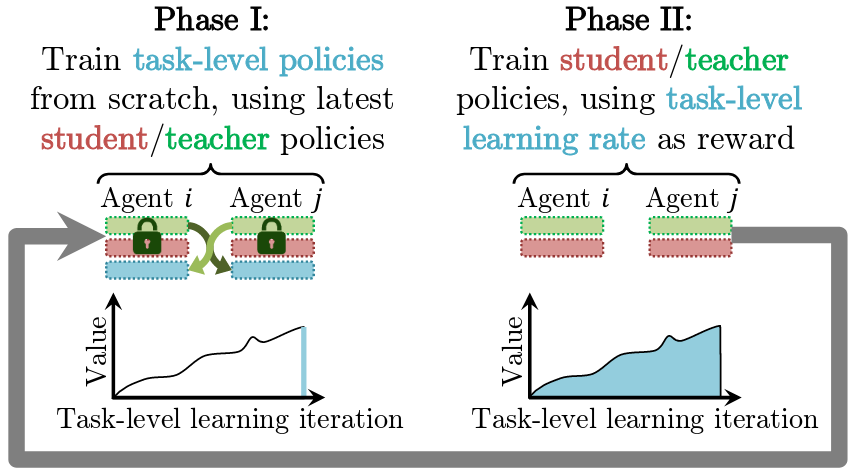 Phase I:
Train task-level policies
from scratch, using latest
student/teacher policies
Agent i
Agent j
Value
Task-level learning iteration
Phase II:
Train student/teacher
policies, using task-level
learning rate as reward
Agent i
Agent j
Value
Task-level learning iteration